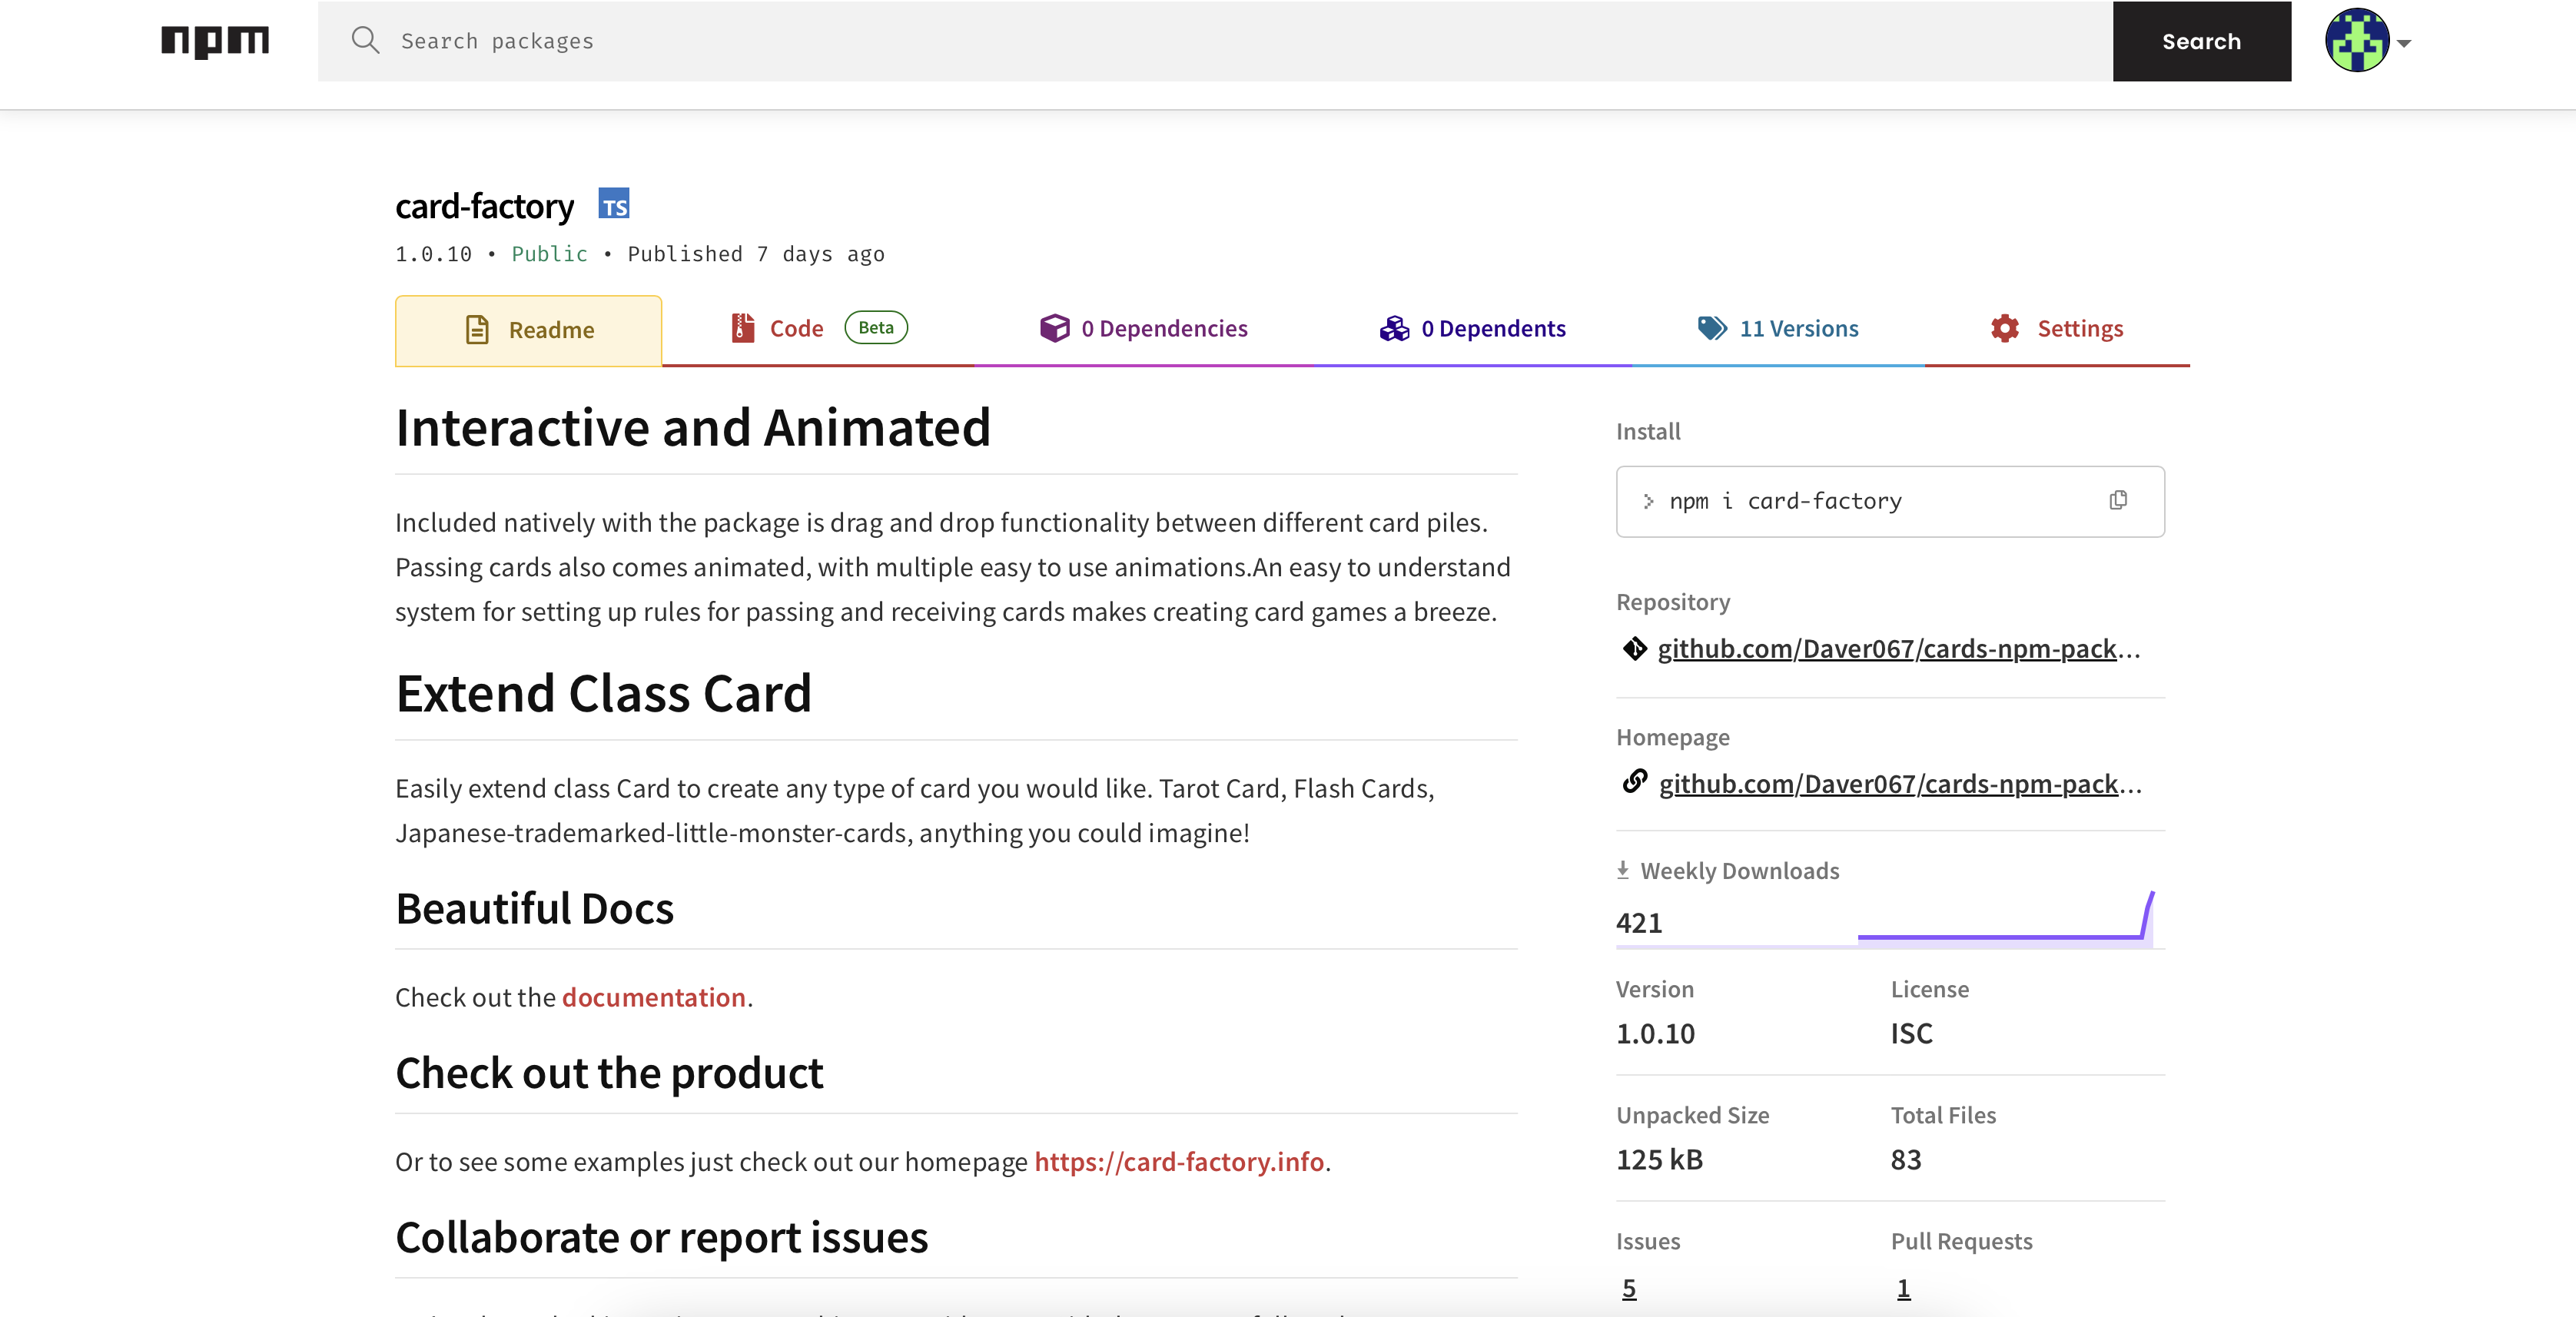 npm
Search packages
Search
card-factory TS
1.0.10 • Public • Published 7 days ago
Readme
Code Beta
0 Dependencies
0 Dependents
11 Versions
Settings
Interactive and Animated
Included natively with the package is drag and drop functionality between different card piles.
Passing cards also comes animated, with multiple easy to use animations.An easy to understand
system for setting up rules for passing and receiving cards makes creating card games a breeze.
Extend Class Card
Easily extend class Card to create any type of card you would like. Tarot Card, Flash Cards,
Japanese-trademarked-little-monster-cards, anything you could imagine!
Beautiful Docs
Check out the documentation.
Check out the product
Or to see some examples just check out our homepage https://card-factory.info.
Collaborate or report issues
Install
> npm i card-factory
Repository
github.com/Daver067/cards-npm-pack...
Homepage
github.com/Daver067/cards-npm-pack...
Weekly Downloads
421
Version License
1.0.10 ISC
Unpacked Size Total Files
125 kB 83
Issues Pull Requests
5 1